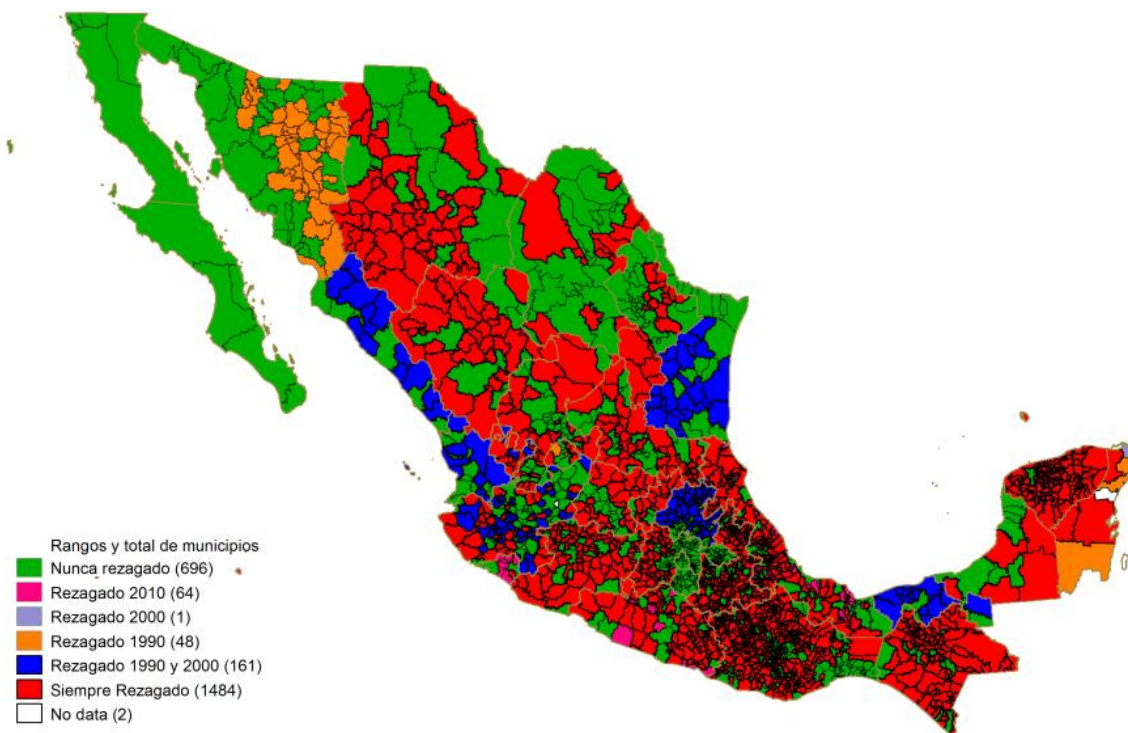 Rangos y total de municipios
Nunca rezagado (696)
Rezagado 2010 (64)
Rezagado 2000 (1)
Rezagado 1990 (48)
Rezagado 1990 y 2000 (161)
Siempre Rezagado (1484)
No data (2)